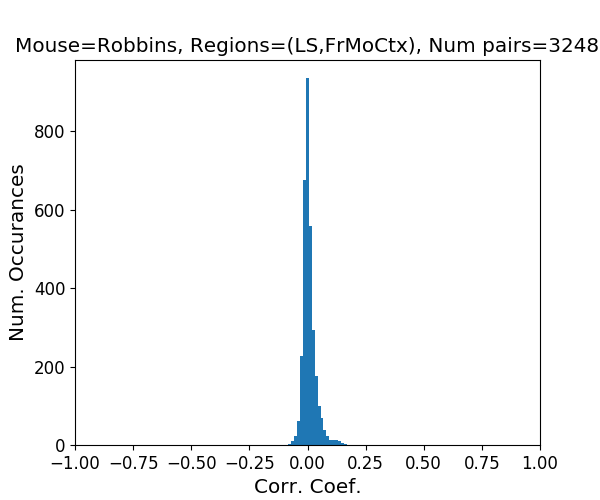 Mouse=Robbins, Regions=(LS,FrMoCtx), Num pairs=3248
Num. Occurances
800
600
400
200
0
−1.00 −0.75 −0.50 −0.25 0.00 0.25 0.50 0.75 1.00
Corr. Coef.